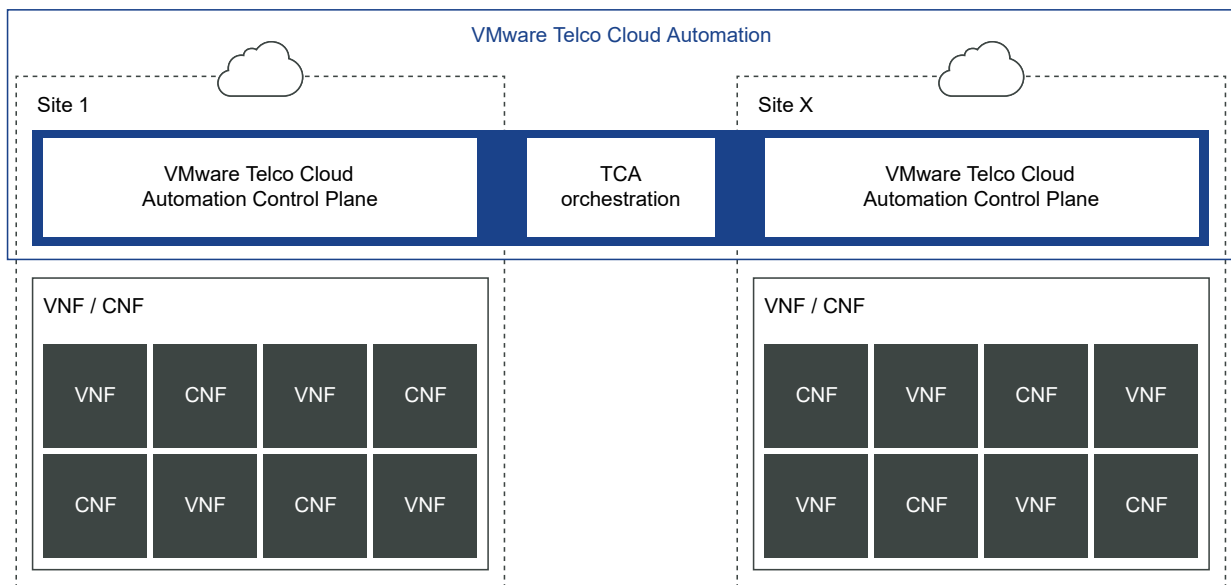 VMware Telco Cloud Automation
Site 1
Site X
VMware Telco Cloud
Automation Control Plane
TCA
orchestration
VMware Telco Cloud
Automation Control Plane
VNF / CNF
VNF CNF VNF CNF
CNF VNF CNF VNF
VNF / CNF
CNF VNF CNF VNF
VNF CNF VNF CNF